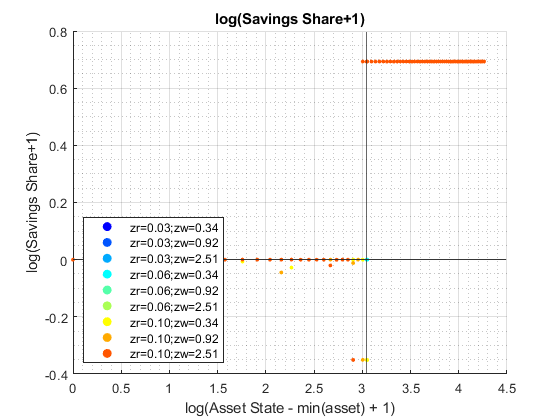 log(Savings Share+1)
0.8
0.6
0.4
0.2
0
-0.2
-0.4
log(Savings Share+1)
zr=0.03;zw=0.34
zr=0.03;zw=0.92
zr=0.03;zw=2.51
zr=0.06;zw=0.34
zr=0.06;zw=0.92
zr=0.06;zw=2.51
zr=0.10;zw=0.34
zr=0.10;zw=0.92
zr=0.10;zw=2.51
0 0.5 1 1.5 2 2.5 3 3.5 4 4.5
log(Asset State - min(asset) + 1)